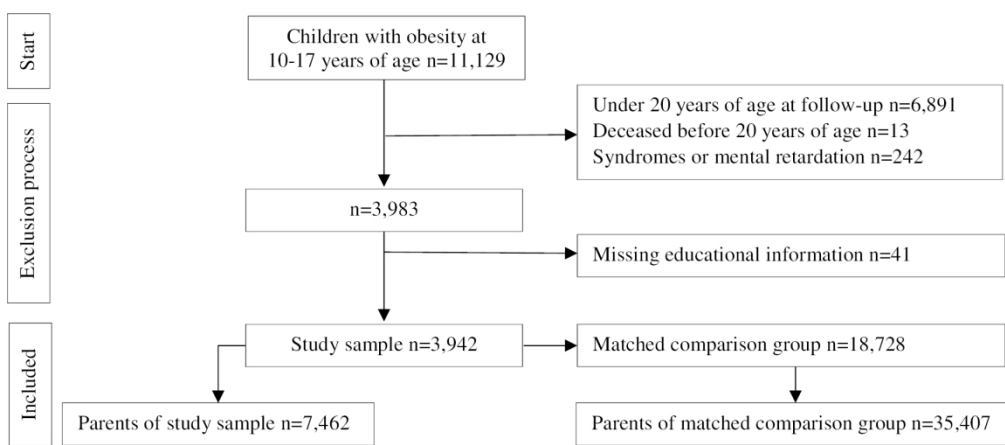 Start
Children with obesity at
10-17 years of age n=11,129
Under 20 years of age at follow-up n=6,891
Deceased before 20 years of age n=13
Syndromes or mental retardation n=242
Exclusion process
n=3,983
Missing educational information n=41
Included
Study sample n=3,942
Matched comparison group n=18,728
Parents of study sample n=7,462
Parents of matched comparison group n=35,407